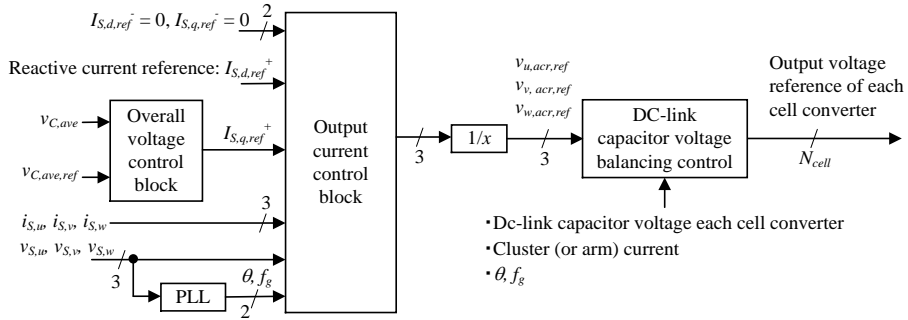 I_{S,d,ref}^- = 0, I_{S,q,ref}^- = 0
2
Reactive current reference: I_{S,d,ref}^+
v_{C,ave}
v_{C,ave,ref}
Overall
voltage
control
block
I_{S,q,ref}^+
i_{S,u}, i_{S,v}, i_{S,w}
3
v_{S,u}, v_{S,v}, v_{S,w}
3
PLL
θ, f_g
2
Output
current
control
block
3
1/x
v_{u,acr,ref}
v_{v, acr,ref}
v_{w,acr,ref}
3
DC-link
capacitor voltage
balancing control
Output voltage
reference of each
cell converter
N_{cell}
・Dc-link capacitor voltage each cell converter
・Cluster (or arm) current
・θ, f_g